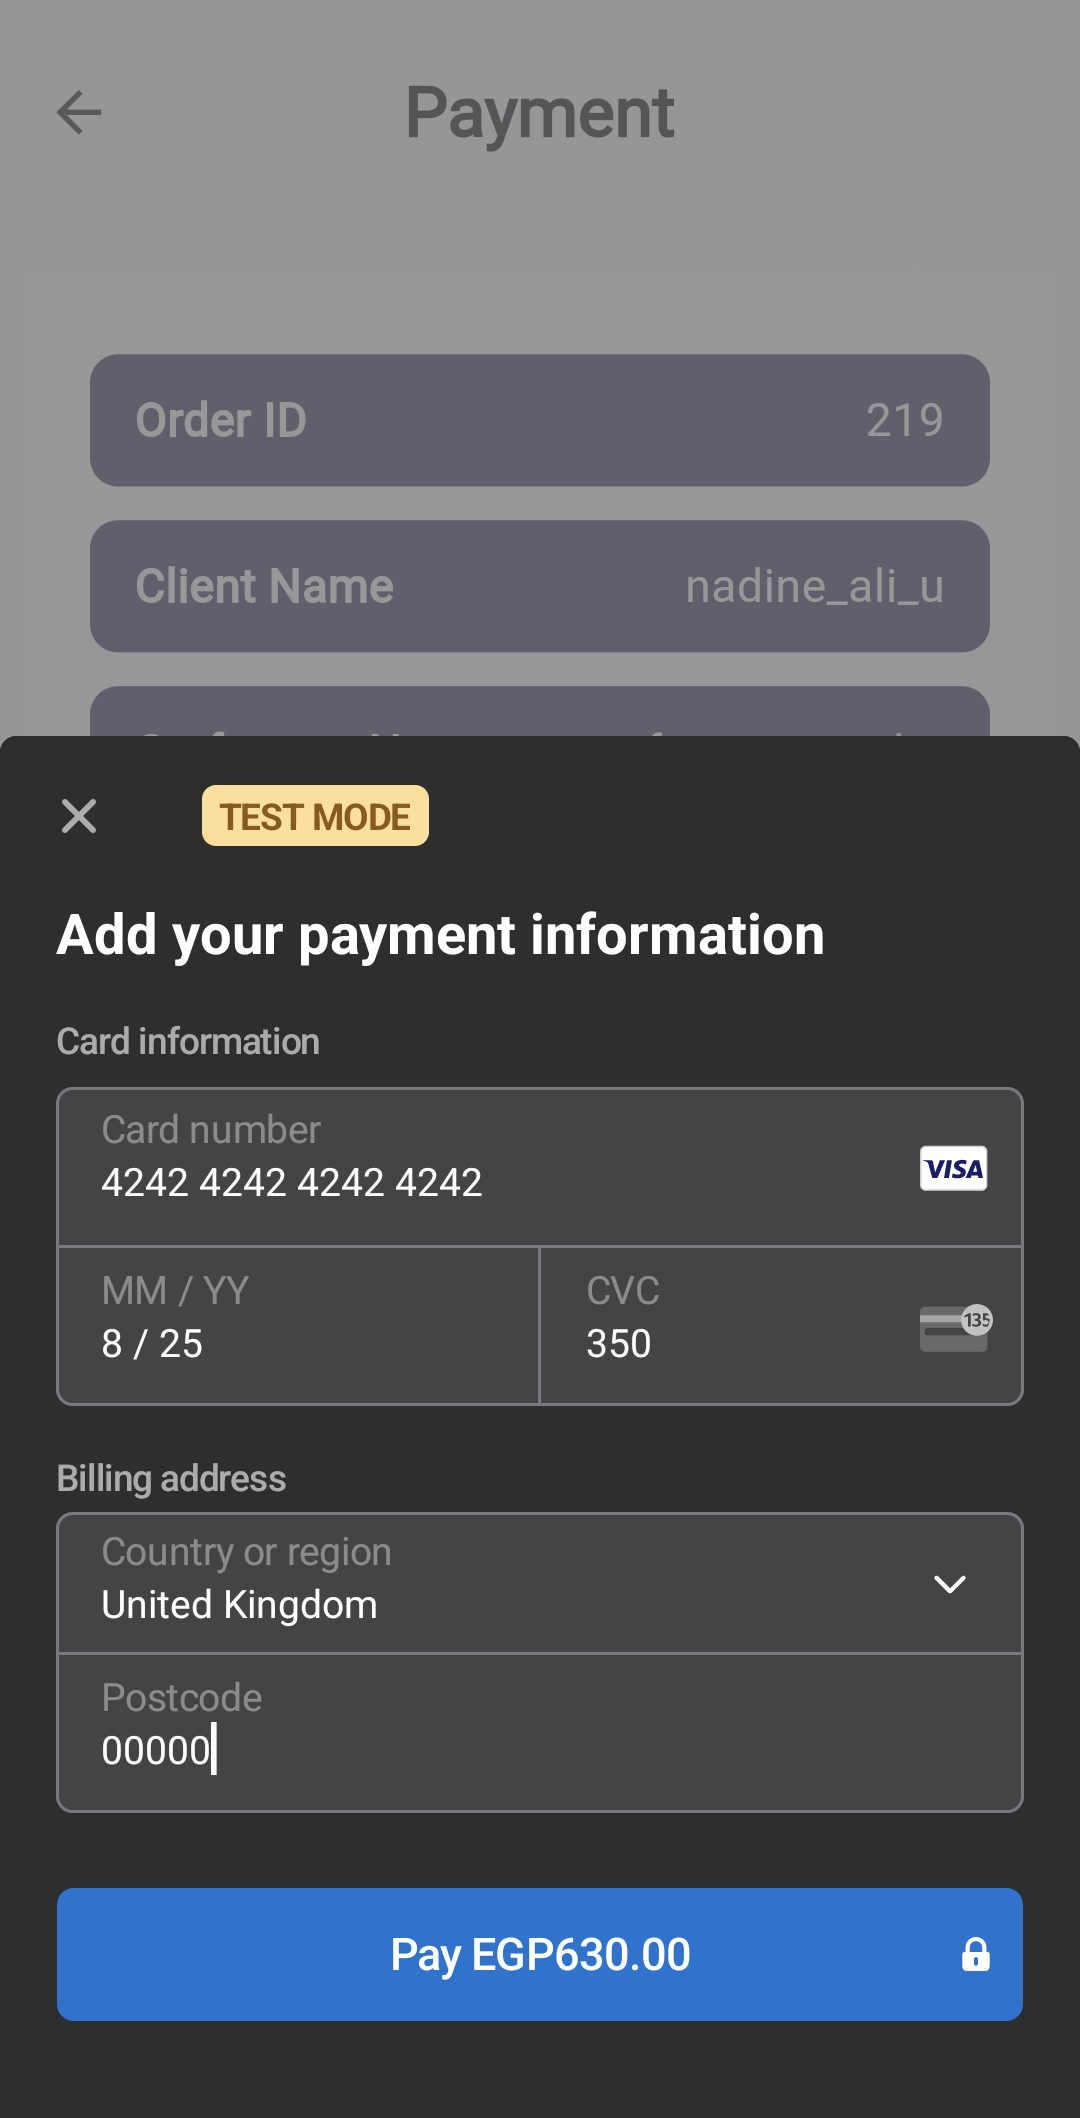 Payment
Order ID 219
Client Name nadine_ali_u
TEST MODE
Add your payment information
Card information
Card number
4242 4242 4242 4242
VISA
MM / YY CVC
8 / 25 350
135
Billing address
Country or region
United Kingdom
Postcode
00000
Pay EGP630.00